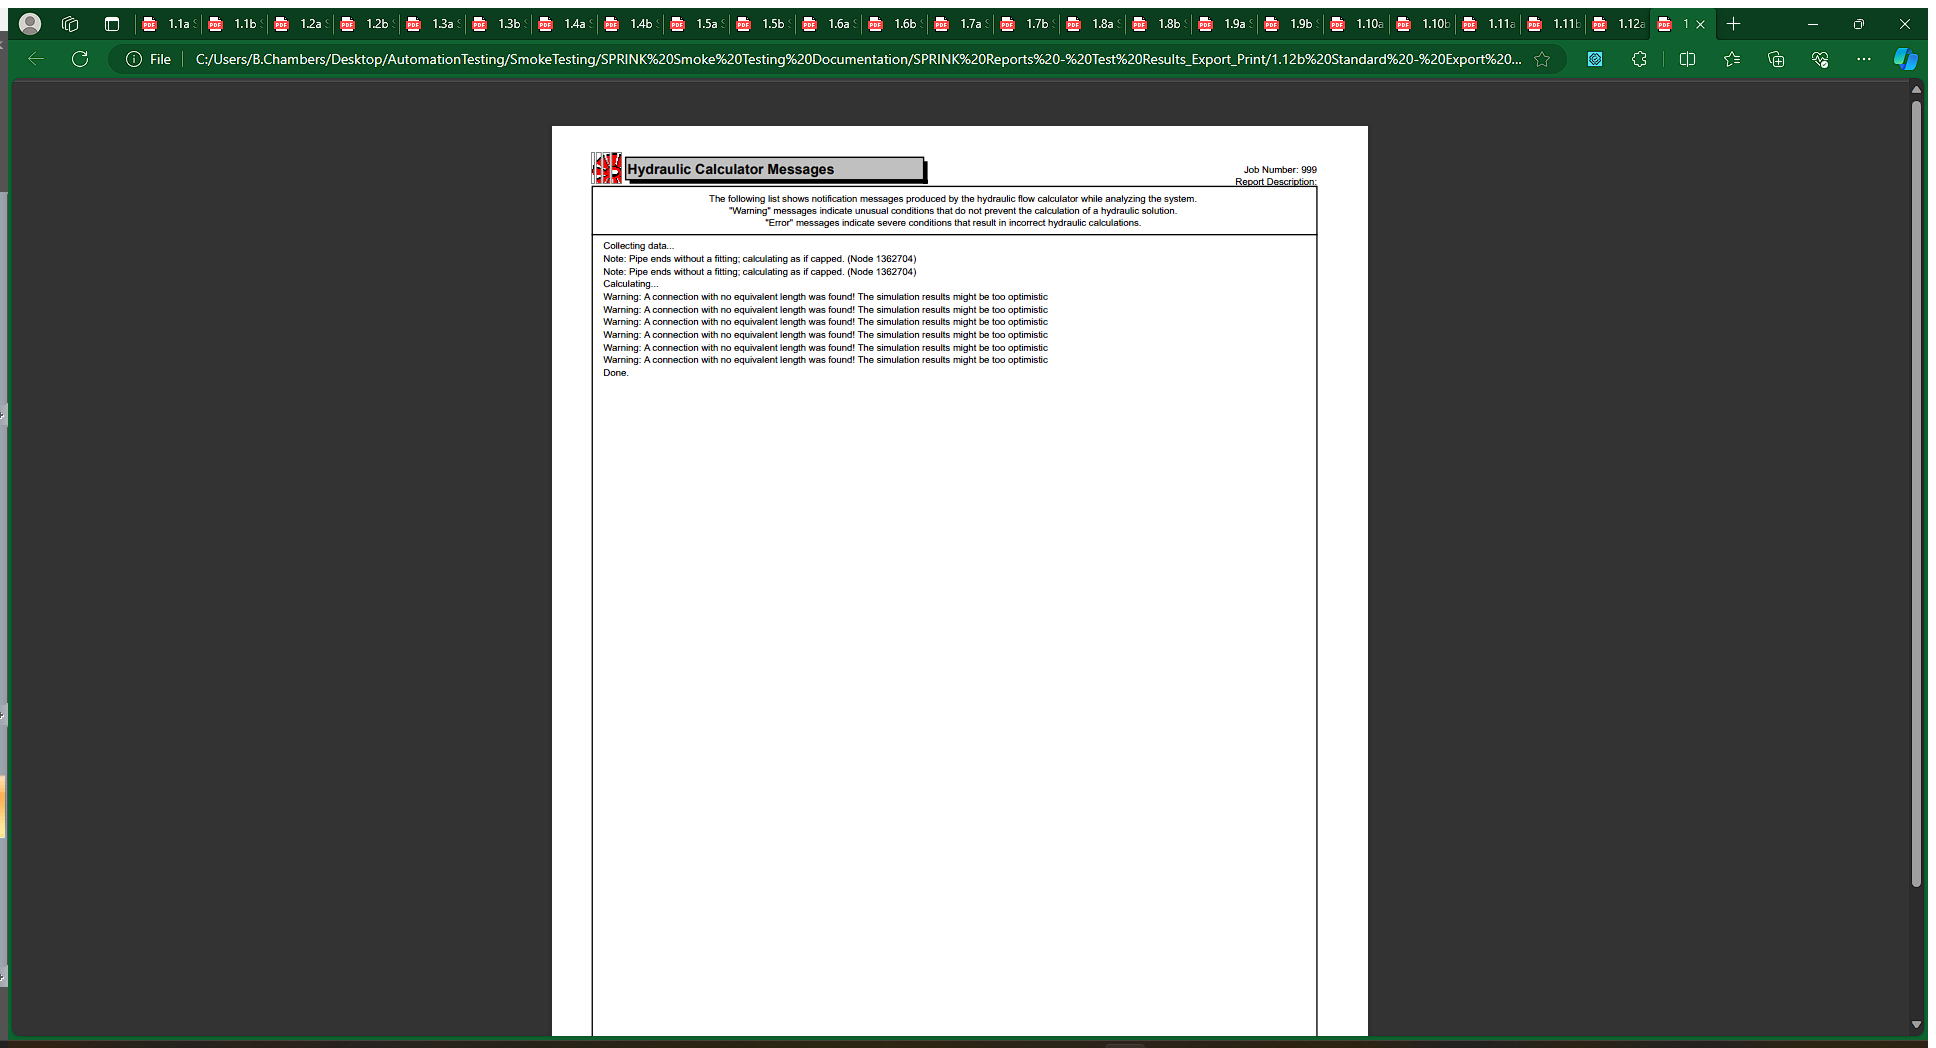 1.1a
1.1b
1.2a
1.2b
1.3a
1.3b
1.4a
1.4b
1.5a
1.5b
1.6a
1.6b
1.7a
1.7b
1.8a
1.8b
1.9a
1.9b
1.10a
1.10b
1.11a
1.11b
1.12a
1
File
C:/Users/B.Chambers/Desktop/AutomationTesting/SmokeTesting/SPRINK%20Smoke%20Testing%20Documentation/SPRINK%20Reports%20-%20Test%20Results_Export_Print/1.12b%20Standard%20-%20Export%20...
Hydraulic Calculator Messages
Job Number: 999
Report Description:
The following list shows notification messages produced by the hydraulic flow calculator while analyzing the system.
"Warning" messages indicate unusual conditions that do not prevent the calculation of a hydraulic solution.
"Error" messages indicate severe conditions that result in incorrect hydraulic calculations.
Collecting data...
Note: Pipe ends without a fitting; calculating as if capped. (Node 1362704)
Note: Pipe ends without a fitting; calculating as if capped. (Node 1362704)
Calculating...
Warning: A connection with no equivalent length was found! The simulation results might be too optimistic
Warning: A connection with no equivalent length was found! The simulation results might be too optimistic
Warning: A connection with no equivalent length was found! The simulation results might be too optimistic
Warning: A connection with no equivalent length was found! The simulation results might be too optimistic
Warning: A connection with no equivalent length was found! The simulation results might be too optimistic
Warning: A connection with no equivalent length was found! The simulation results might be too optimistic
Done.